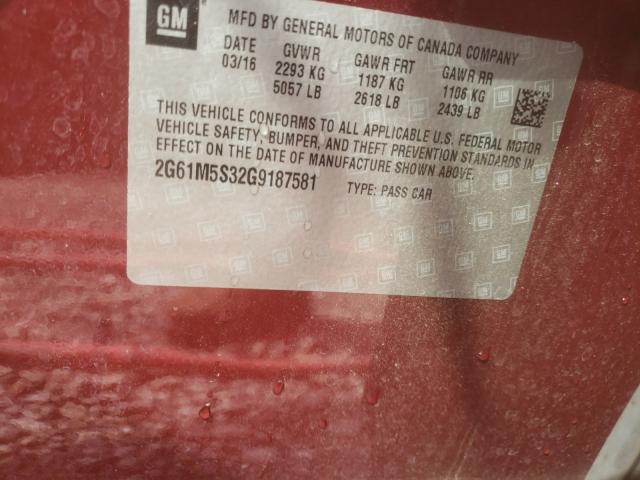 GM
MFD BY GENERAL MOTORS OF CANADA COMPANY
DATE GVWR GAWR FRT GAWR RR
03/16 2293 KG 1187 KG 1106 KG
5057 LB 2618 LB 2439 LB
THIS VEHICLE CONFORMS TO ALL APPLICABLE U.S. FEDERAL MOTOR
VEHICLE SAFETY, BUMPER, AND THEFT PREVENTION STANDARDS IN
EFFECT ON THE DATE OF MANUFACTURE SHOWN ABOVE.
2G61M5S32G9187581 TYPE: PASS CAR